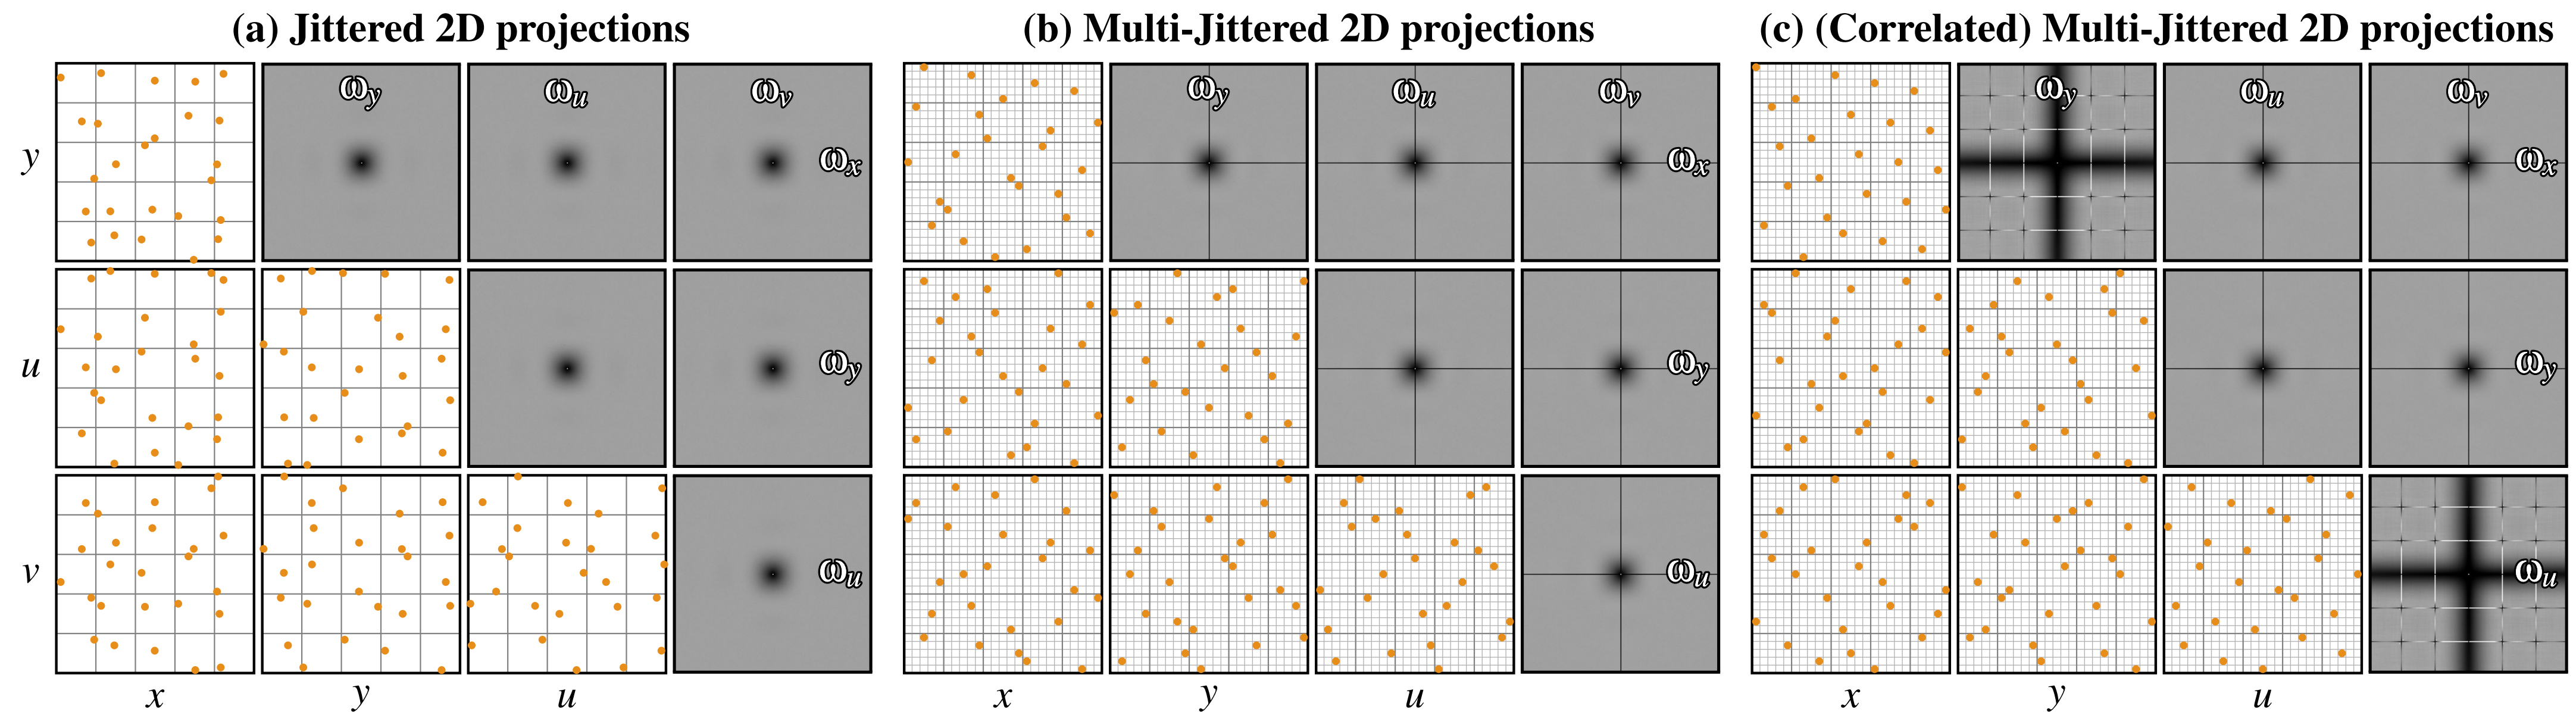 (a) Jittered 2D projections
(b) Multi-Jittered 2D projections
(c) (Correlated) Multi-Jittered 2D projections
y ωy ωu ωv ωx ωy ωu ωv ωx ωy ωu ωv ωx
u ωy ωy ωy
v ωu ωu ωu
x y u x y u x y u